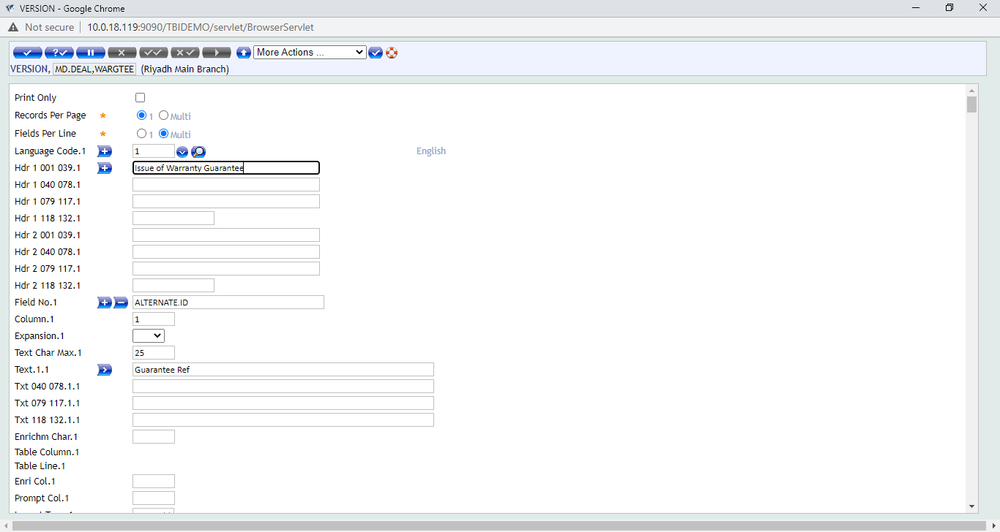 VERSION - Google Chrome
Not secure 10.0.18.119:9090/TBIDEMO/servlet/BrowserServlet
More Actions ...
VERSION, MD.DEAL,WARGTEE (Riyadh Main Branch)
Print Only
Records Per Page * 1 Multi
Fields Per Line * 1 Multi
Language Code.1 1 English
Hdr 1 001 039.1 Issue of Warranty Guarantee
Hdr 1 040 078.1
Hdr 1 079 117.1
Hdr 1 118 132.1
Hdr 2 001 039.1
Hdr 2 040 078.1
Hdr 2 079 117.1
Hdr 2 118 132.1
Field No.1 ALTERNATE.ID
Column.1 1
Expansion.1
Text Char Max.1 25
Text.1.1 Guarantee Ref
Txt 040 078.1.1
Txt 079 117.1.1
Txt 118 132.1.1
Enrichm Char.1
Table Column.1
Table Line.1
Enri Col.1
Prompt Col.1